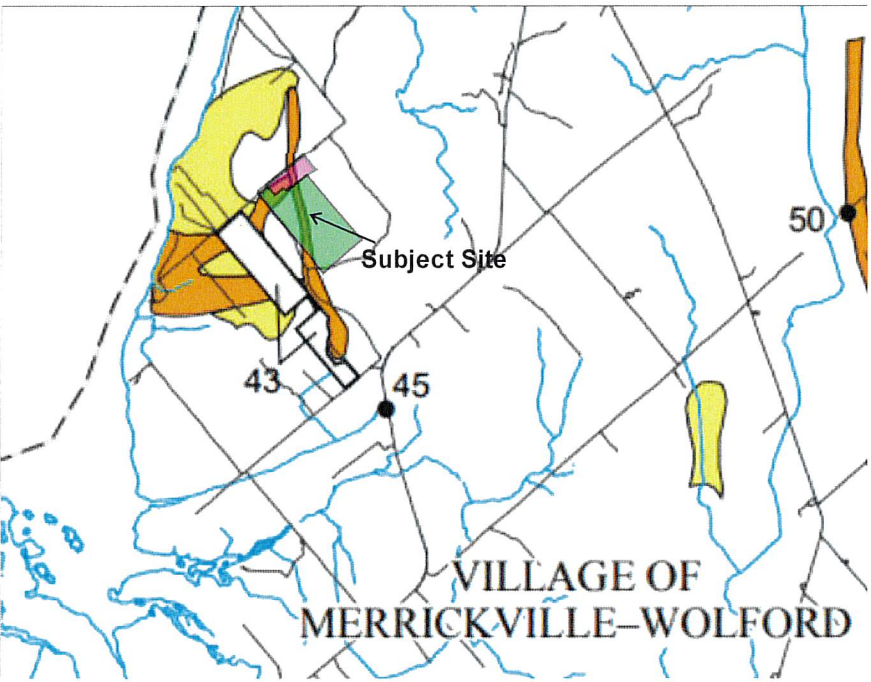 50
Subject Site
43
45
VILLAGE OF
MERRICKVILLE–WOLFORD